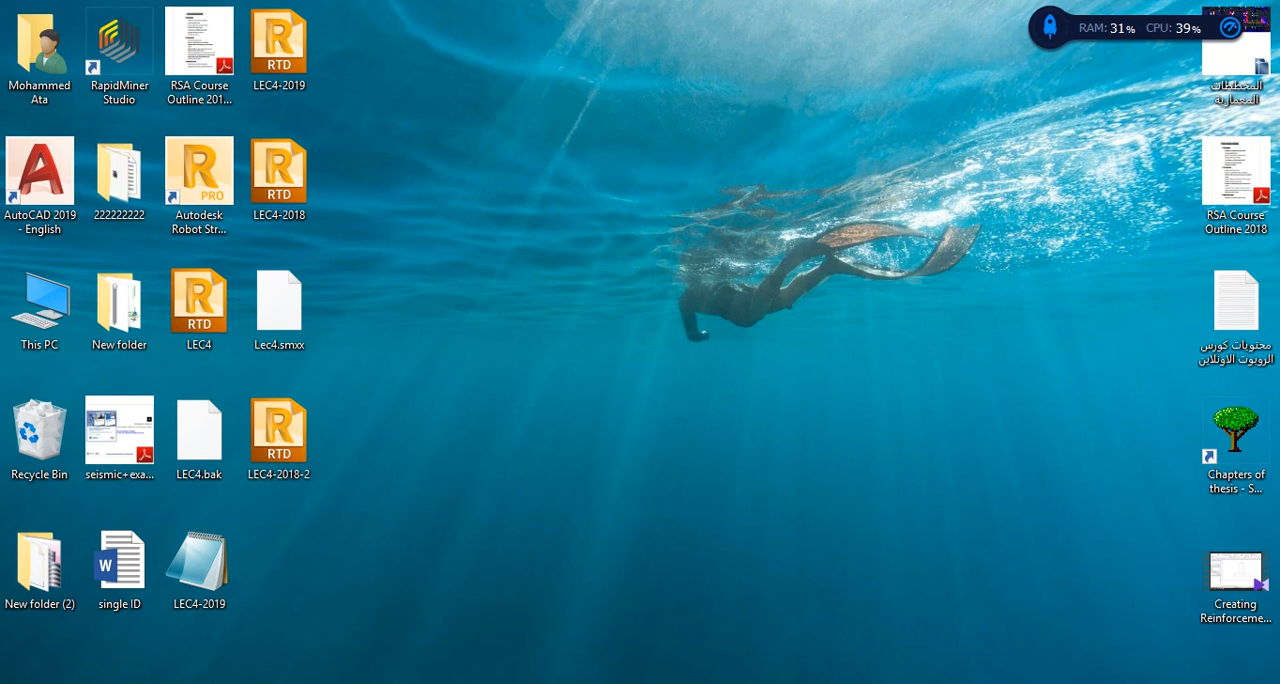 RAM: 31% CPU: 39%
Mohammed
Ata
RapidMiner
Studio
RSA Course
Outline 201...
RTD
LEC4-2019
المخططات
المعمارية
AutoCAD 2019
- English
222222222
PRO
Autodesk
Robot Str...
RTD
LEC4-2018
RSA Course
Outline 2018
This PC
New folder
RTD
LEC4
Lec4.smxx
محتويات كورس
الروبوت الاونلاين
Recycle Bin
seismic+exa...
LEC4.bak
RTD
LEC4-2018-2
Chapters of
thesis - S...
New folder (2)
W
single ID
LEC4-2019
Creating
Reinforceme...